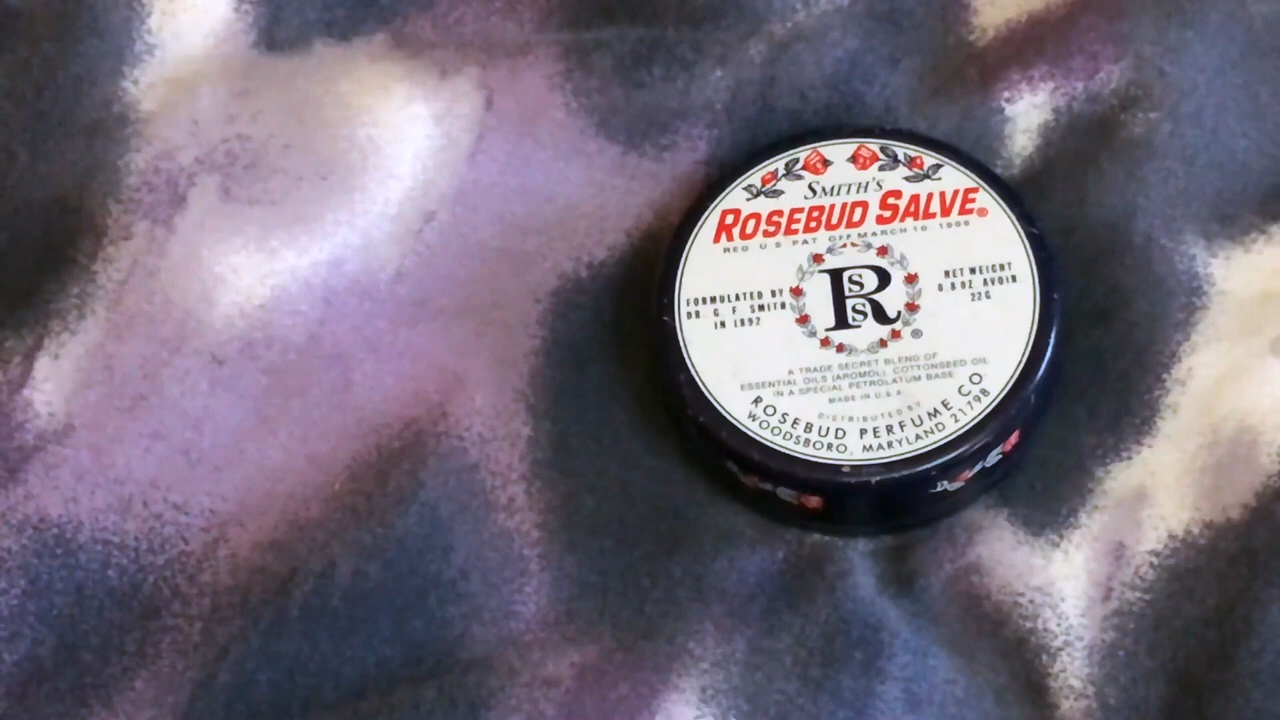 SMITH'S
ROSEBUD SALVE®
REG U S PAT OFF MARCH 10, 1908
FORMULATED BY
DR. G. F. SMITH
IN 1892
RSS
®
NET WEIGHT
0.8 OZ AVOIR.
22G
A TRADE SECRET BLEND OF
ESSENTIAL OILS (AROMOL), COTTONSEED OIL
IN A SPECIAL PETROLATUM BASE
MADE IN U.S.A.
DISTRIBUTED BY
ROSEBUD PERFUME CO.
WOODSBORO, MARYLAND 21798